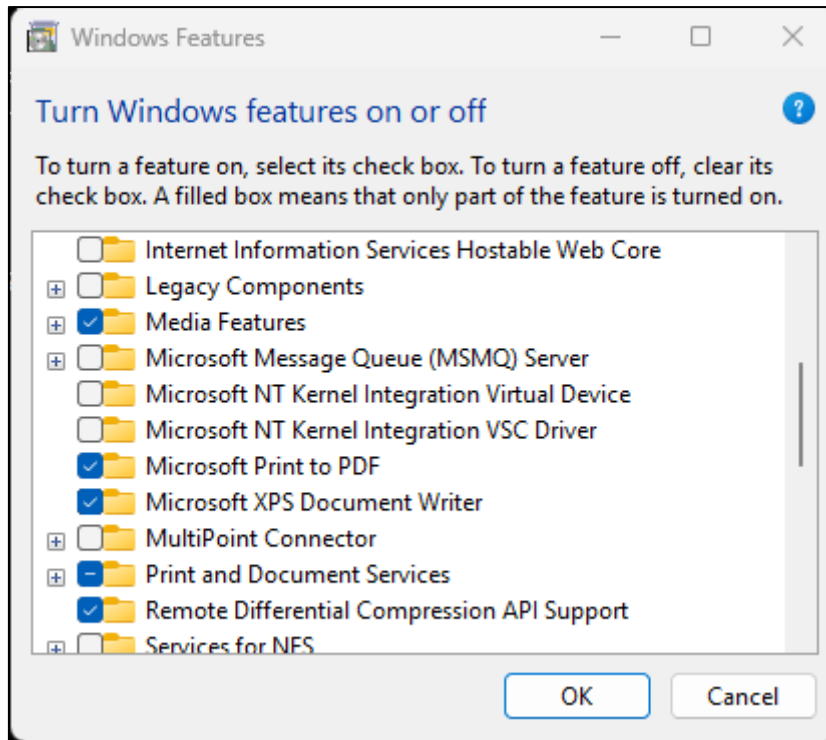 Windows Features
Turn Windows features on or off
?
To turn a feature on, select its check box. To turn a feature off, clear its
check box. A filled box means that only part of the feature is turned on.
Internet Information Services Hostable Web Core
Legacy Components
Media Features
Microsoft Message Queue (MSMQ) Server
Microsoft NT Kernel Integration Virtual Device
Microsoft NT Kernel Integration VSC Driver
Microsoft Print to PDF
Microsoft XPS Document Writer
MultiPoint Connector
Print and Document Services
Remote Differential Compression API Support
Services for NFS
OK Cancel